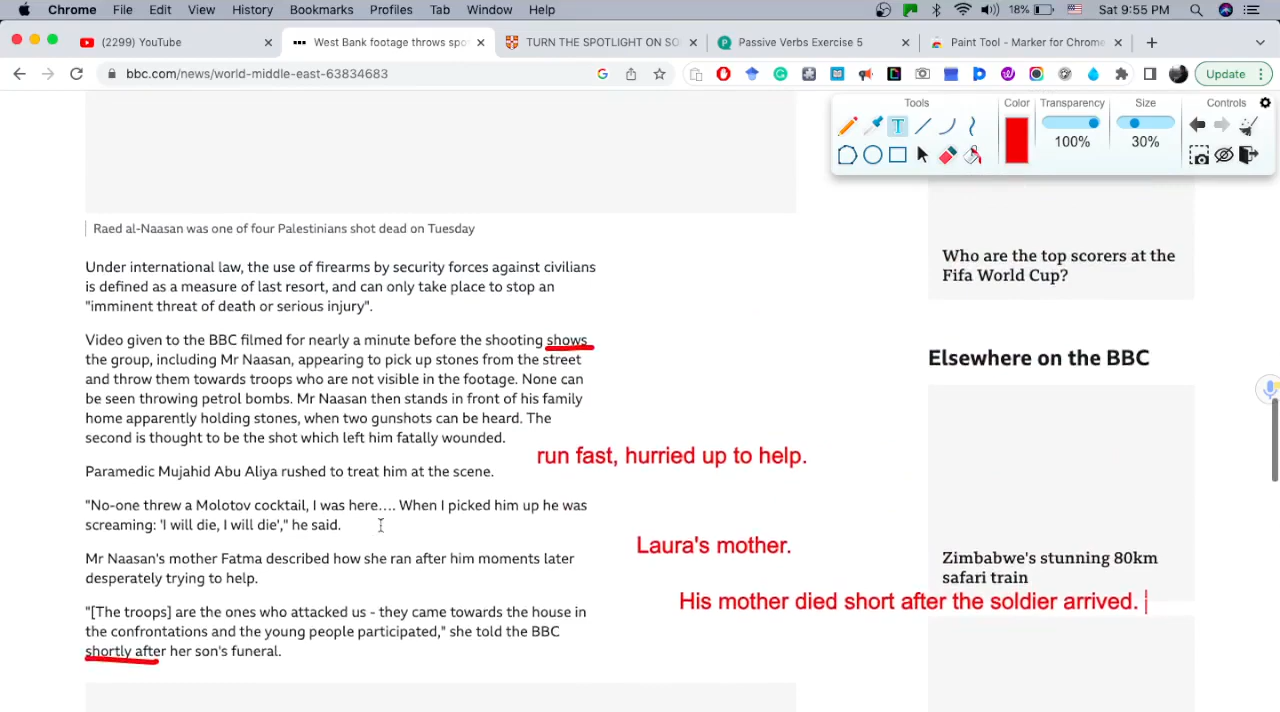 Chrome File Edit View History Bookmarks Profiles Tab Window Help 18% Sat 9:55 PM
(2299) YouTube West Bank footage throws spo TURN THE SPOTLIGHT ON SO Passive Verbs Exercise 5 Paint Tool - Marker for Chrome
bbc.com/news/world-middle-east-63834683 Update
Tools Color Transparency Size Controls
T
100% 30%
Raed al-Naasan was one of four Palestinians shot dead on Tuesday
Under international law, the use of firearms by security forces against civilians
is defined as a measure of last resort, and can only take place to stop an
"imminent threat of death or serious injury".
Video given to the BBC filmed for nearly a minute before the shooting shows
the group, including Mr Naasan, appearing to pick up stones from the street
and throw them towards troops who are not visible in the footage. None can
be seen throwing petrol bombs. Mr Naasan then stands in front of his family
home apparently holding stones, when two gunshots can be heard. The
second is thought to be the shot which left him fatally wounded.
run fast, hurried up to help.
Paramedic Mujahid Abu Aliya rushed to treat him at the scene.
"No-one threw a Molotov cocktail, I was here.... When I picked him up he was
screaming: 'I will die, I will die'," he said.
Laura's mother.
Mr Naasan's mother Fatma described how she ran after him moments later
desperately trying to help.
His mother died short after the soldier arrived.
"[The troops] are the ones who attacked us - they came towards the house in
the confrontations and the young people participated," she told the BBC
shortly after her son's funeral.
Who are the top scorers at the
Fifa World Cup?
Elsewhere on the BBC
Zimbabwe's stunning 80km
safari train